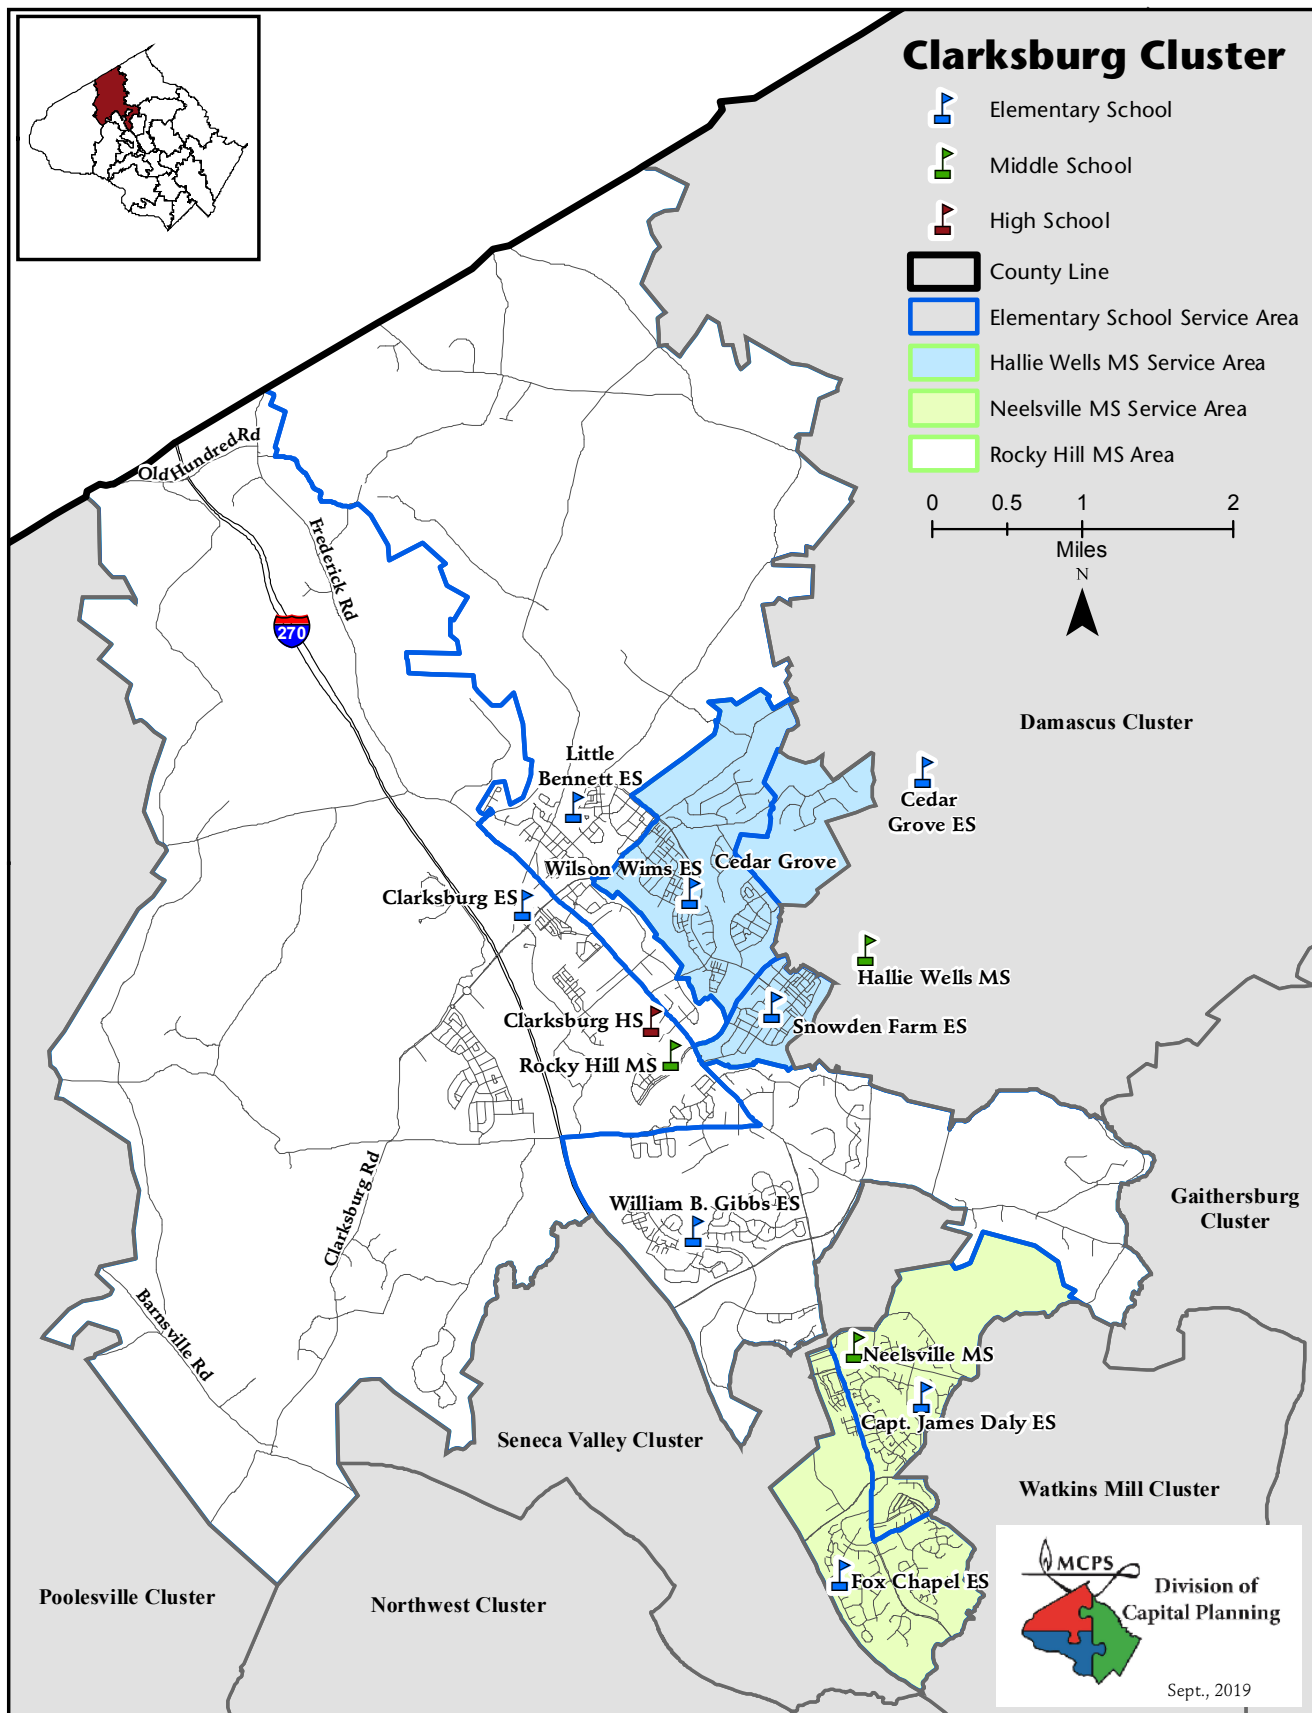 Clarksburg Cluster
Elementary School
Middle School
High School
County Line
Elementary School Service Area
Hallie Wells MS Service Area
Neelsville MS Service Area
Rocky Hill MS Area
0 0.5 1 2
Miles
N
Old Hundred Rd
Frederick Rd
270
Damascus Cluster
Little
Bennett ES
Cedar
Grove ES
Wilson Wims ES
Cedar Grove
Clarksburg ES
Hallie Wells MS
Clarksburg HS
Snowden Farm ES
Rocky Hill MS
Clarksburg Rd
William B. Gibbs ES
Gaithersburg
Cluster
Barnsville Rd
Neelsville MS
Capt. James Daly ES
Seneca Valley Cluster
Watkins Mill Cluster
Fox Chapel ES
Poolesville Cluster
Northwest Cluster
MCPS
Division of
Capital Planning
Sept., 2019